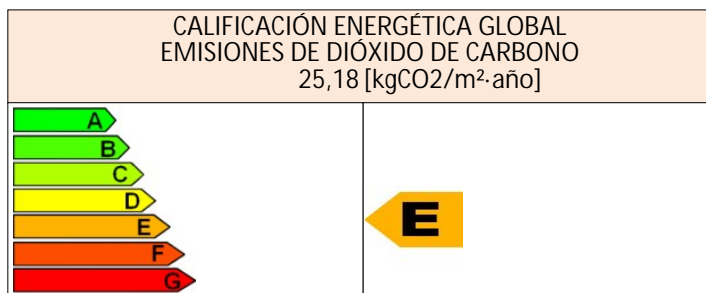 CALIFICACIÓN ENERGÉTICA GLOBAL
EMISIONES DE DIÓXIDO DE CARBONO
25,18 [kgCO2/m²·año]
A
B
C
D
E
E
F
G